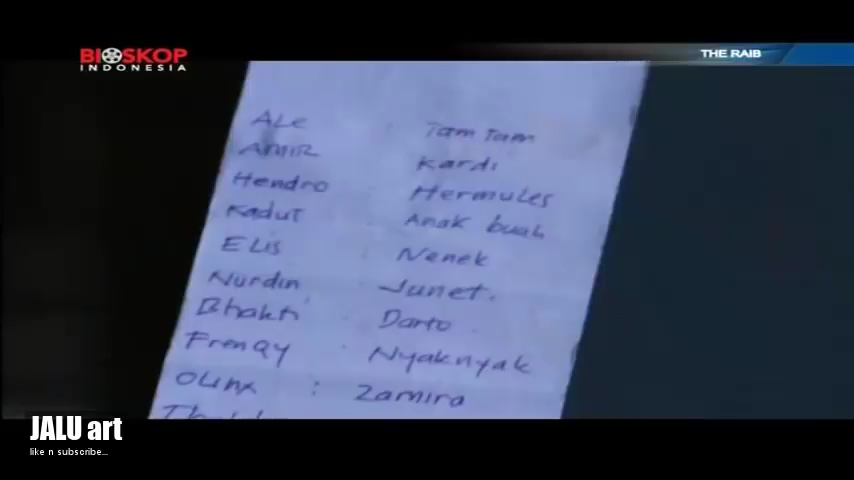 BIOSKOP
INDONESIA
THE RAIB
ALe : Tam Tam
AMIR : Kardi
Hendro : Hermules
Kadut : Anak buah
ELis : Nenek
Nurdin : Junet.
Bhakti : Darto
Frenqy : Nyaknyak
: Zamira
JALU art
like n subscribe...